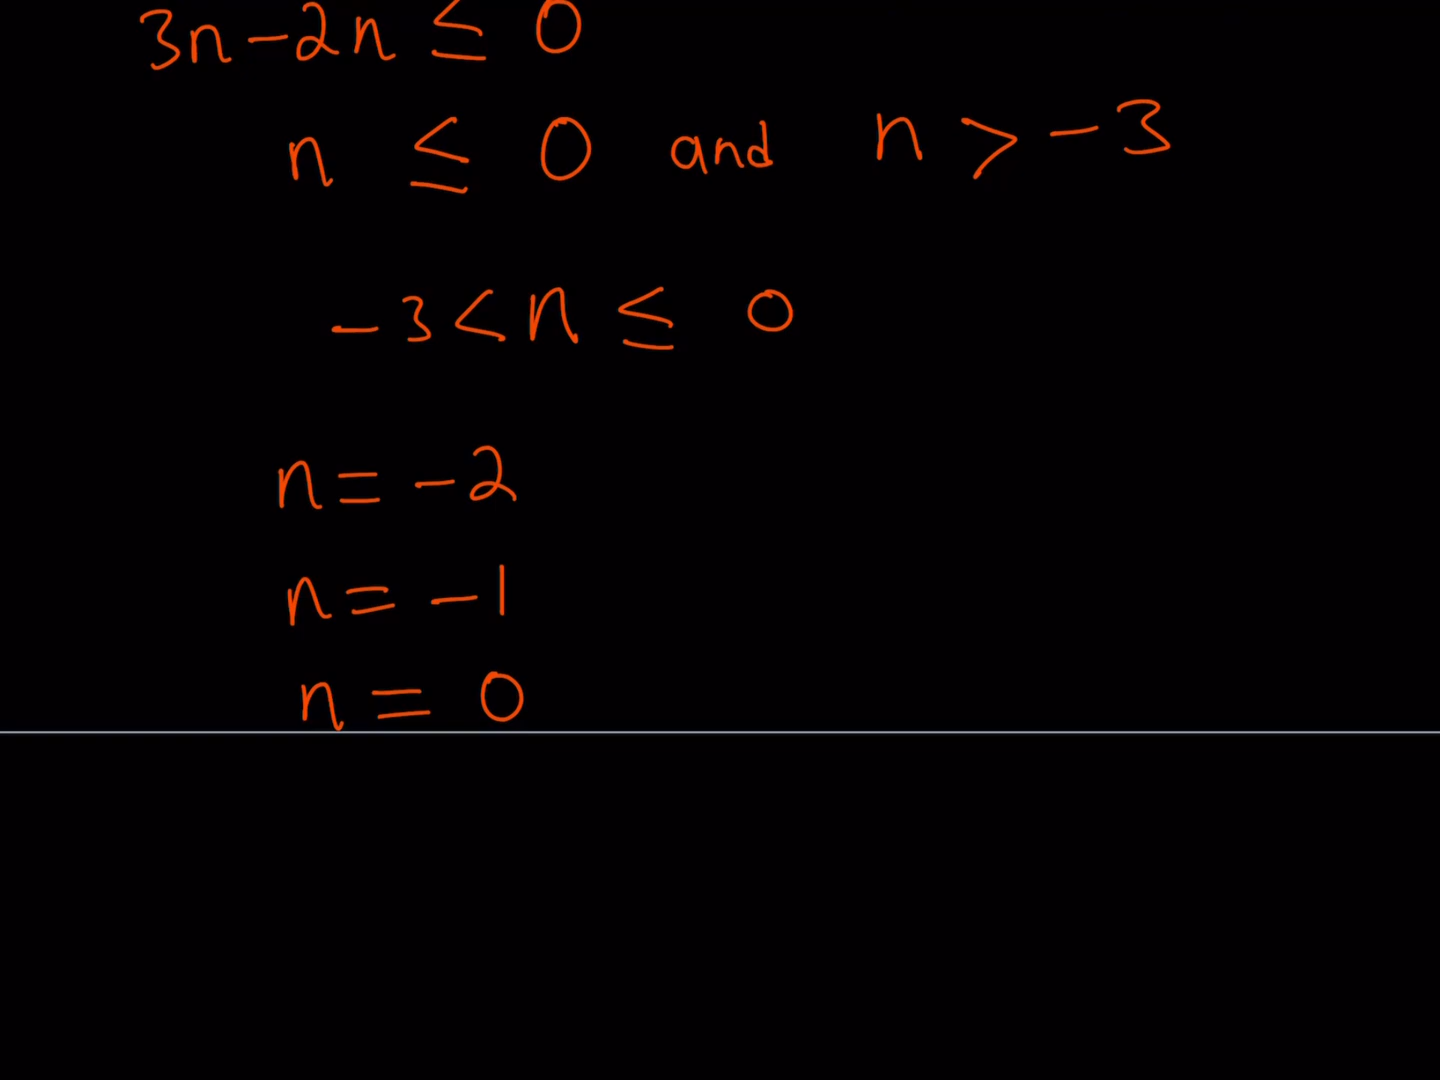 3n-2n ≤ 0
n ≤ 0 and n > -3
-3 < n ≤ 0
n = -2
n = -1
n = 0